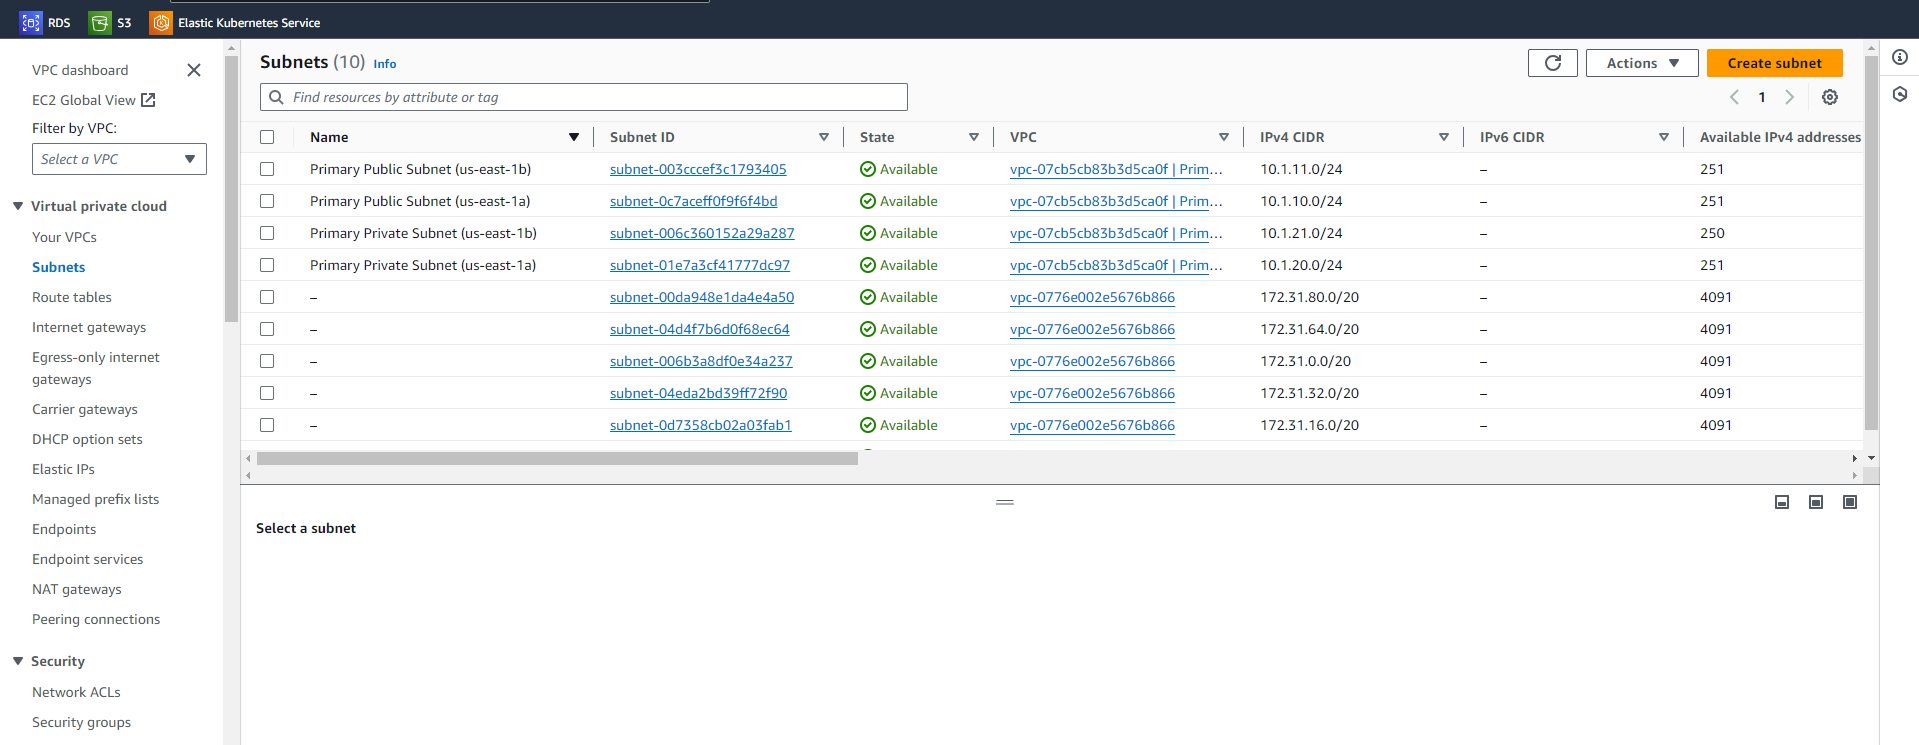 RDS S3 Elastic Kubernetes Service
VPC dashboard
EC2 Global View
Filter by VPC:
Select a VPC
Virtual private cloud
Your VPCs
Subnets
Route tables
Internet gateways
Egress-only internet
gateways
Carrier gateways
DHCP option sets
Elastic IPs
Managed prefix lists
Endpoints
Endpoint services
NAT gateways
Peering connections
Security
Network ACLs
Security groups
Subnets (10) Info
Actions
Create subnet
Find resources by attribute or tag
1
Name Subnet ID State VPC IPv4 CIDR IPv6 CIDR Available IPv4 addresses
Primary Public Subnet (us-east-1b) subnet-003cccef3c1793405 Available vpc-07cb5cb83b3d5ca0f | Prim… 10.1.11.0/24 – 251
Primary Public Subnet (us-east-1a) subnet-0c7aceff0f9f6f4bd Available vpc-07cb5cb83b3d5ca0f | Prim… 10.1.10.0/24 – 251
Primary Private Subnet (us-east-1b) subnet-006c360152a29a287 Available vpc-07cb5cb83b3d5ca0f | Prim… 10.1.21.0/24 – 250
Primary Private Subnet (us-east-1a) subnet-01e7a3cf41777dc97 Available vpc-07cb5cb83b3d5ca0f | Prim… 10.1.20.0/24 – 251
– subnet-00da948e1da4e4a50 Available vpc-0776e002e5676b866 172.31.80.0/20 – 4091
– subnet-04d4f7b6d0f68ec64 Available vpc-0776e002e5676b866 172.31.64.0/20 – 4091
– subnet-006b3a8df0e34a237 Available vpc-0776e002e5676b866 172.31.0.0/20 – 4091
– subnet-04eda2bd39ff72f90 Available vpc-0776e002e5676b866 172.31.32.0/20 – 4091
– subnet-0d7358cb02a03fab1 Available vpc-0776e002e5676b866 172.31.16.0/20 – 4091
Select a subnet